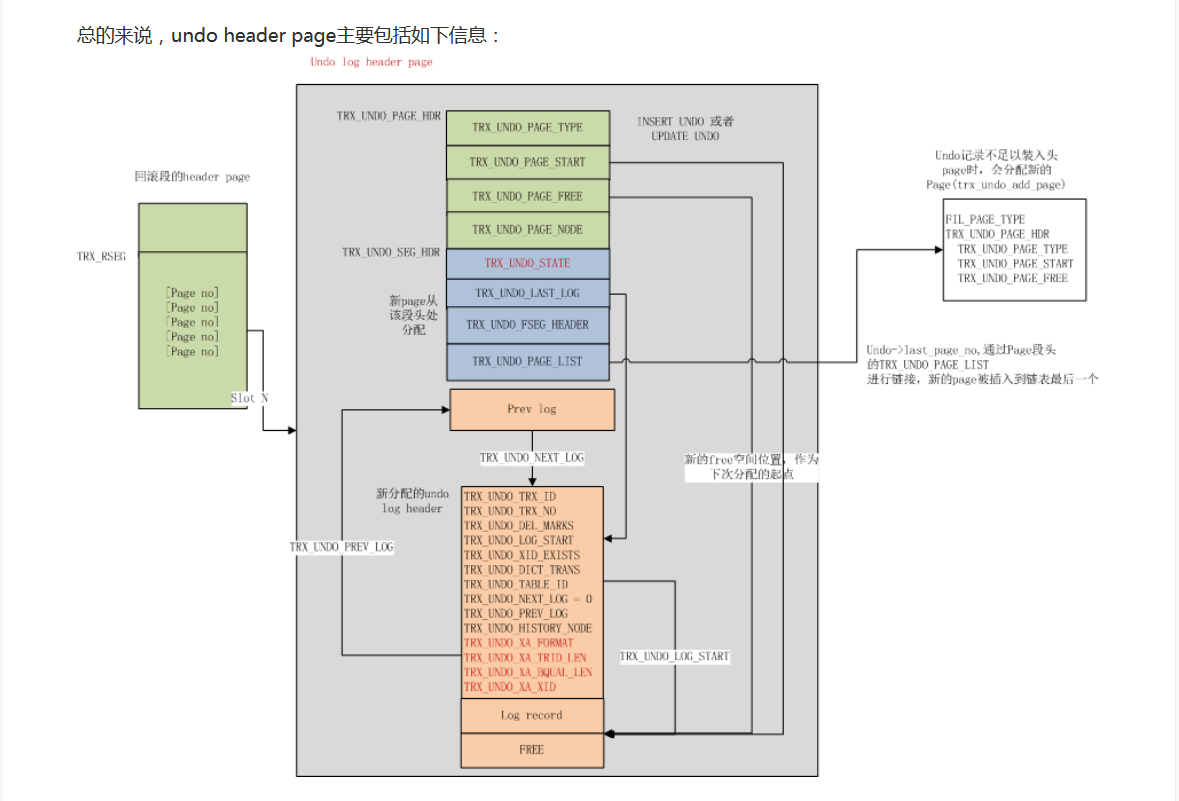 总的来说，undo header page主要包括如下信息：
Undo log header page
回滚段的header page
TRX_RSEG
[Page no]
[Page no]
[Page no]
[Page no]
[Page no]
Slot N
TRX_UNDO_PAGE_HDR
TRX_UNDO_PAGE_TYPE
TRX_UNDO_PAGE_START
TRX_UNDO_PAGE_FREE
TRX_UNDO_PAGE_NODE
INSERT UNDO 或者
UPDATE UNDO
TRX_UNDO_SEG_HDR
TRX_UNDO_STATE
TRX_UNDO_LAST_LOG
TRX_UNDO_FSEG_HEADER
TRX_UNDO_PAGE_LIST
新page从
该段头处
分配
Prev log
TRX_UNDO_NEXT_LOG
新分配的undo
log header
TRX_UNDO_PREV_LOG
TRX_UNDO_TRX_ID
TRX_UNDO_TRX_NO
TRX_UNDO_DEL_MARKS
TRX_UNDO_LOG_START
TRX_UNDO_XID_EXISTS
TRX_UNDO_DICT_TRANS
TRX_UNDO_TABLE_ID
TRX_UNDO_NEXT_LOG = 0
TRX_UNDO_PREV_LOG
TRX_UNDO_HISTORY_NODE
TRX_UNDO_XA_FORMAT
TRX_UNDO_XA_TRID_LEN
TRX_UNDO_XA_BQUAL_LEN
TRX_UNDO_XA_XID
Log record
FREE
TRX_UNDO_LOG_START
新的free空间位置，作为
下次分配的起点
Undo记录不足以装入头
page时，会分配新的
Page(trx_undo_add_page)
FIL_PAGE_TYPE
TRX_UNDO_PAGE_HDR
TRX_UNDO_PAGE_TYPE
TRX_UNDO_PAGE_START
TRX_UNDO_PAGE_FREE
Undo->last_page_no,通过Page段头
的TRX_UNDO_PAGE_LIST
进行链接，新的page被插入到链表最后一个